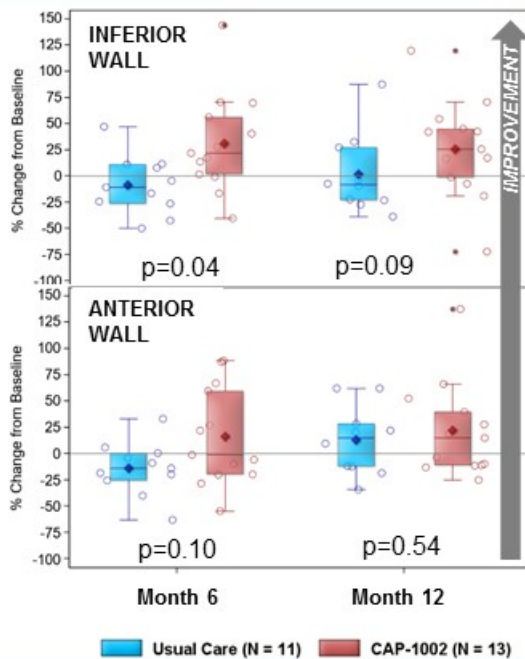 INFERIOR
WALL
150
125
100
75
50
25
0
-25
-50
-75
-100
% Change from Baseline
p=0.04
p=0.09
IMPROVEMENT
ANTERIOR
WALL
150
125
100
75
50
25
0
-25
-50
-75
-100
% Change from Baseline
p=0.10
p=0.54
Month 6
Month 12
Usual Care (N = 11)
CAP-1002 (N = 13)